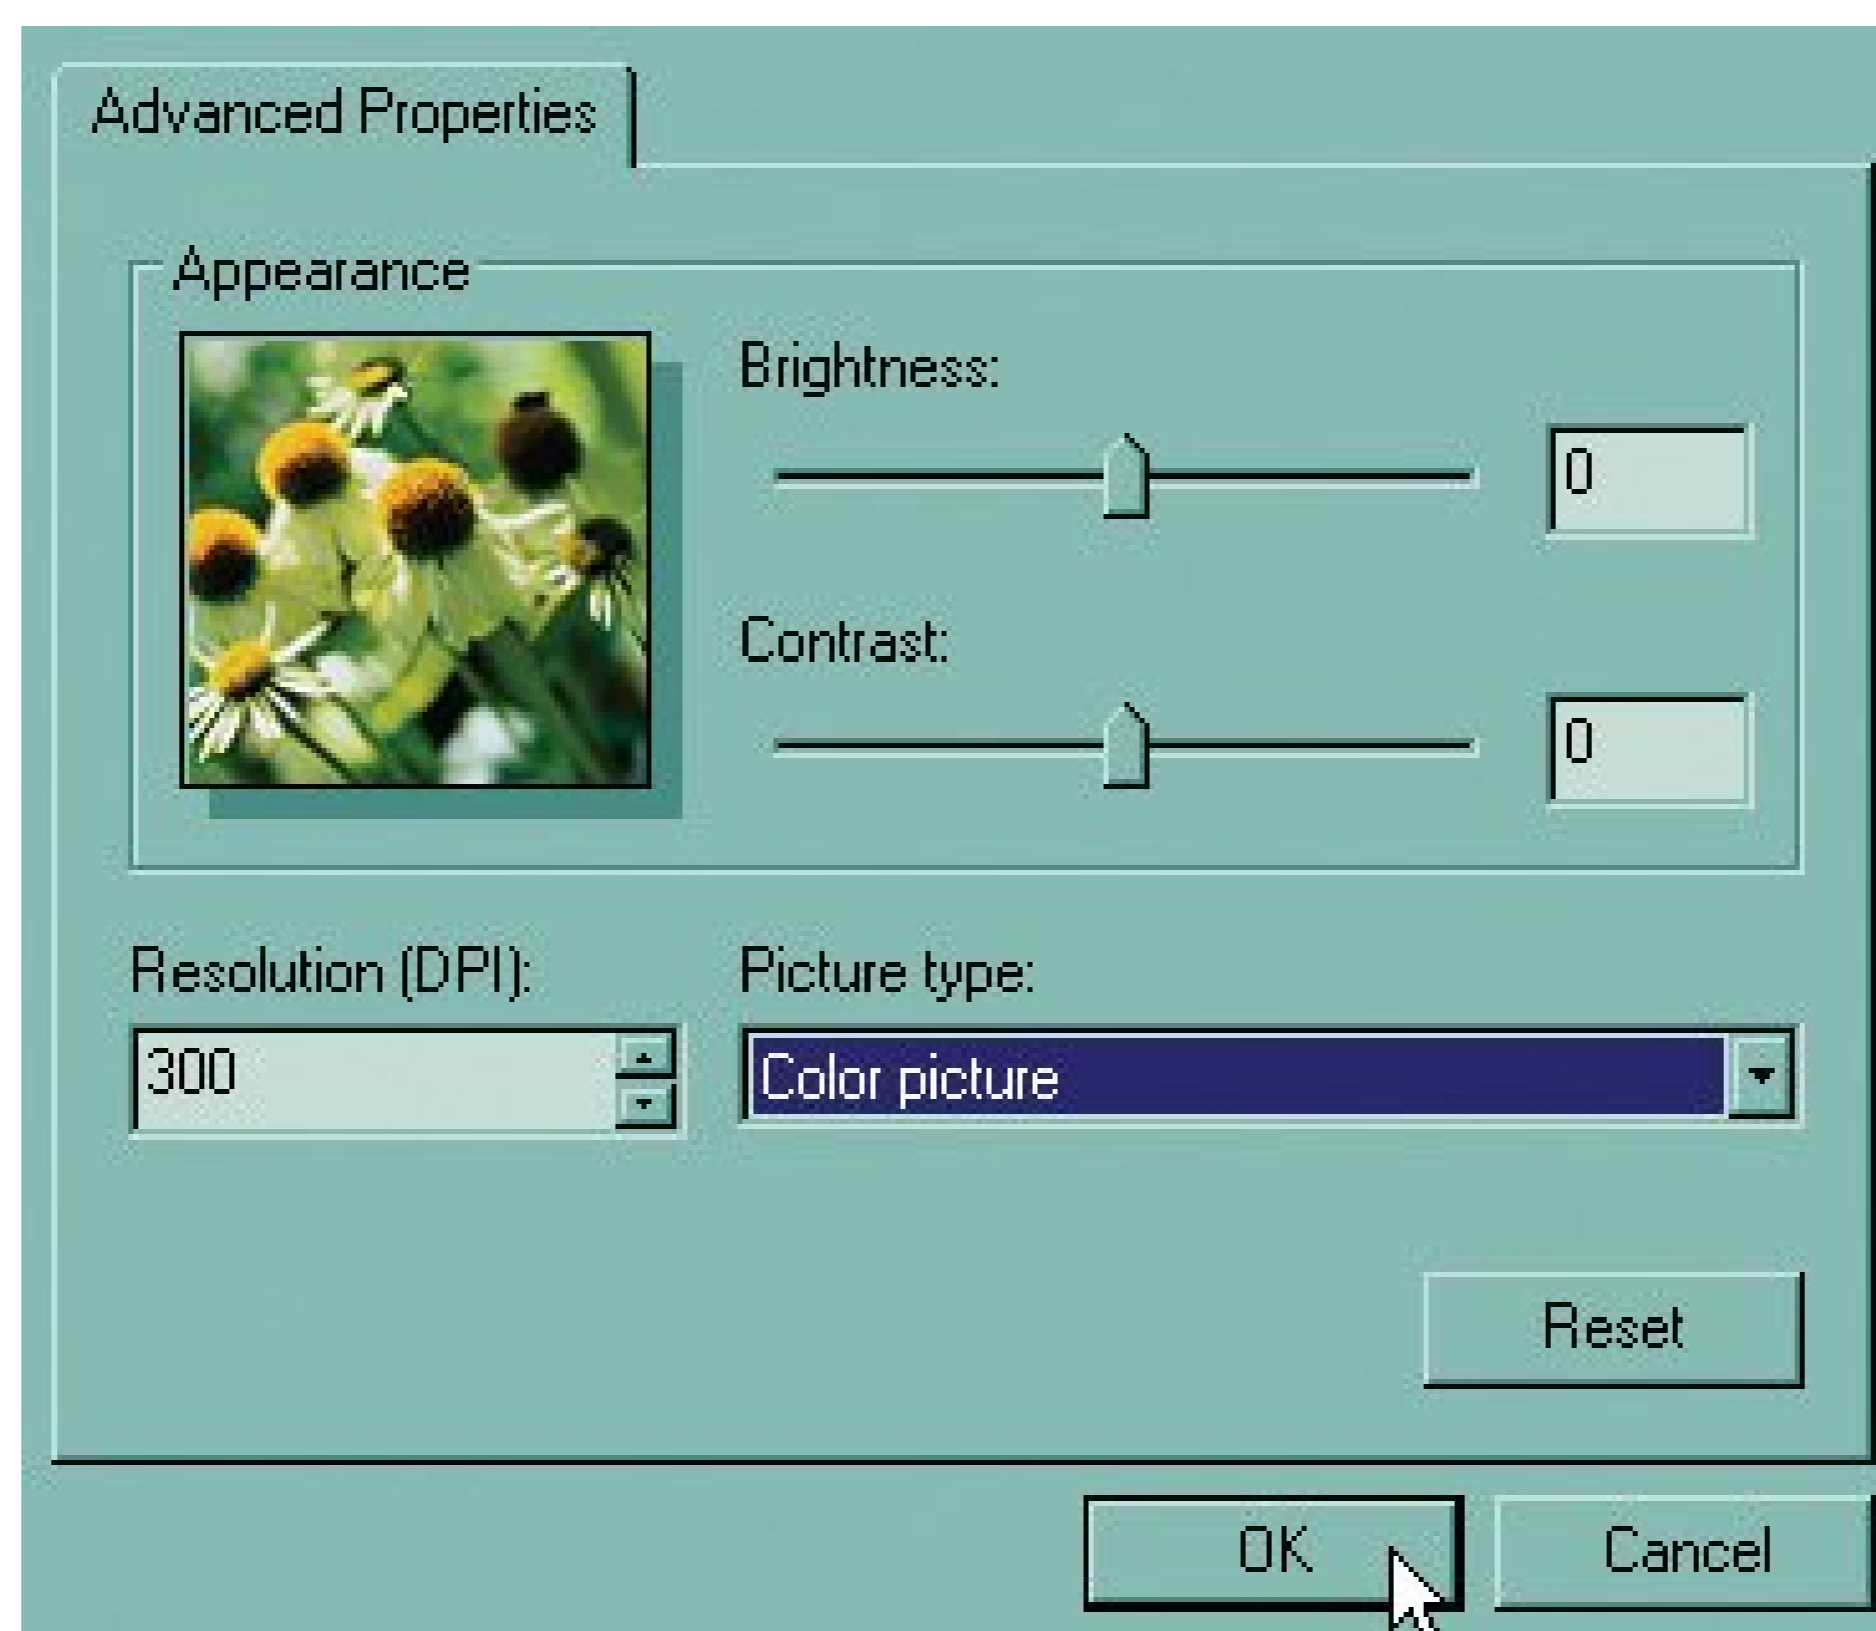 Advanced Properties
Appearance
Brightness:
0
Contrast:
0
Resolution (DPI):
Picture type:
300
Color picture
Reset
OK
Cancel